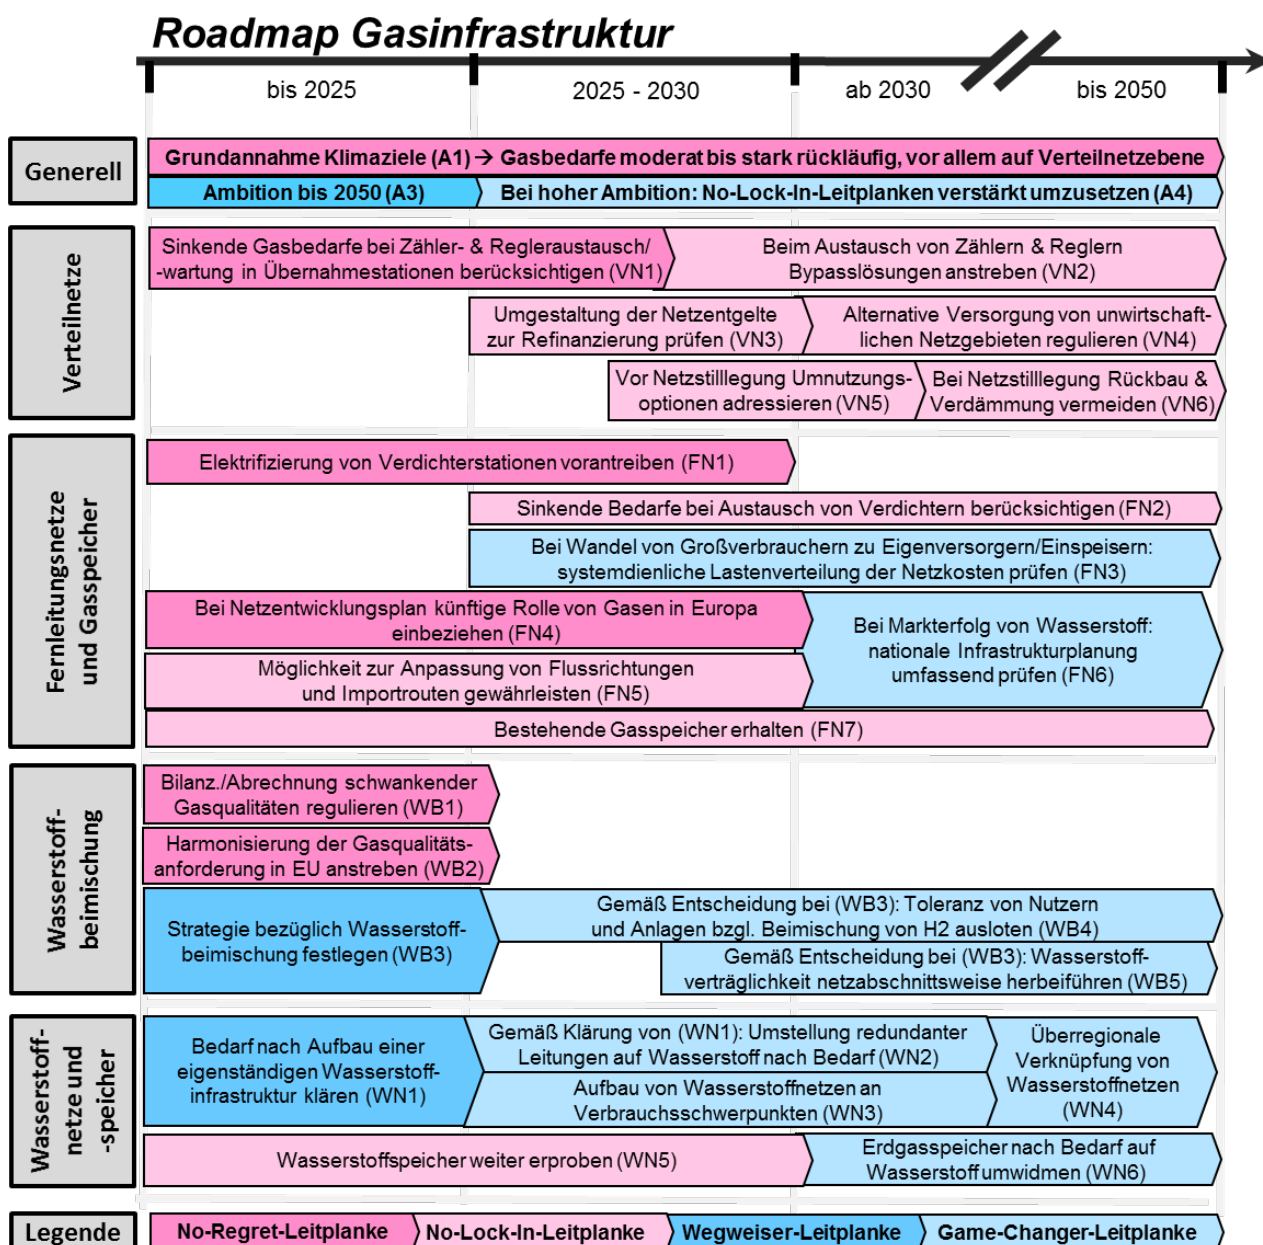 Roadmap Gasinfrastruktur
bis 2025
2025 - 2030
ab 2030
bis 2050
Generell
Grundannahme Klimaziele (A1) → Gasbedarfe moderat bis stark rückläufig, vor allem auf Verteilnetzebene
Ambition bis 2050 (A3)
Bei hoher Ambition: No-Lock-In-Leitplanken verstärkt umzusetzen (A4)
Verteilnetze
Sinkende Gasbedarfe bei Zähler- & Regleraustausch/
-wartung in Übernahmestationen berücksichtigen (VN1)
Beim Austausch von Zählern & Reglern
Bypasslösungen anstreben (VN2)
Umgestaltung der Netzentgelte
zur Refinanzierung prüfen (VN3)
Alternative Versorgung von unwirtschaft-
lichen Netzgebieten regulieren (VN4)
Vor Netzstilllegung Umnutzungs-
optionen adressieren (VN5)
Bei Netzstilllegung Rückbau &
Verdämmung vermeiden (VN6)
Fernleitungsnetze
und Gasspeicher
Elektrifizierung von Verdichterstationen vorantreiben (FN1)
Sinkende Bedarfe bei Austausch von Verdichtern berücksichtigen (FN2)
Bei Wandel von Großverbrauchern zu Eigenversorgern/Einspeisern:
systemdienliche Lastenverteilung der Netzkosten prüfen (FN3)
Bei Netzentwicklungsplan künftige Rolle von Gasen in Europa
einbeziehen (FN4)
Möglichkeit zur Anpassung von Flussrichtungen
und Importrouten gewährleisten (FN5)
Bei Markterfolg von Wasserstoff:
nationale Infrastrukturplanung
umfassend prüfen (FN6)
Bestehende Gasspeicher erhalten (FN7)
Wasserstoff-
beimischung
Bilanz./Abrechnung schwankender
Gasqualitäten regulieren (WB1)
Harmonisierung der Gasqualitäts-
anforderung in EU anstreben (WB2)
Strategie bezüglich Wasserstoff-
beimischung festlegen (WB3)
Gemäß Entscheidung bei (WB3): Toleranz von Nutzern
und Anlagen bzgl. Beimischung von H2 ausloten (WB4)
Gemäß Entscheidung bei (WB3): Wasserstoff-
verträglichkeit netzabschnittsweise herbeiführen (WB5)
Wasserstoff-
netze und
-speicher
Bedarf nach Aufbau einer
eigenständigen Wasserstoff-
infrastruktur klären (WN1)
Gemäß Klärung von (WN1): Umstellung redundanter
Leitungen auf Wasserstoff nach Bedarf (WN2)
Aufbau von Wasserstoffnetzen an
Verbrauchsschwerpunkten (WN3)
Überregionale
Verknüpfung von
Wasserstoffnetzen
(WN4)
Wasserstoffspeicher weiter erproben (WN5)
Erdgasspeicher nach Bedarf auf
Wasserstoff umwidmen (WN6)
Legende
No-Regret-Leitplanke
No-Lock-In-Leitplanke
Wegweiser-Leitplanke
Game-Changer-Leitplanke